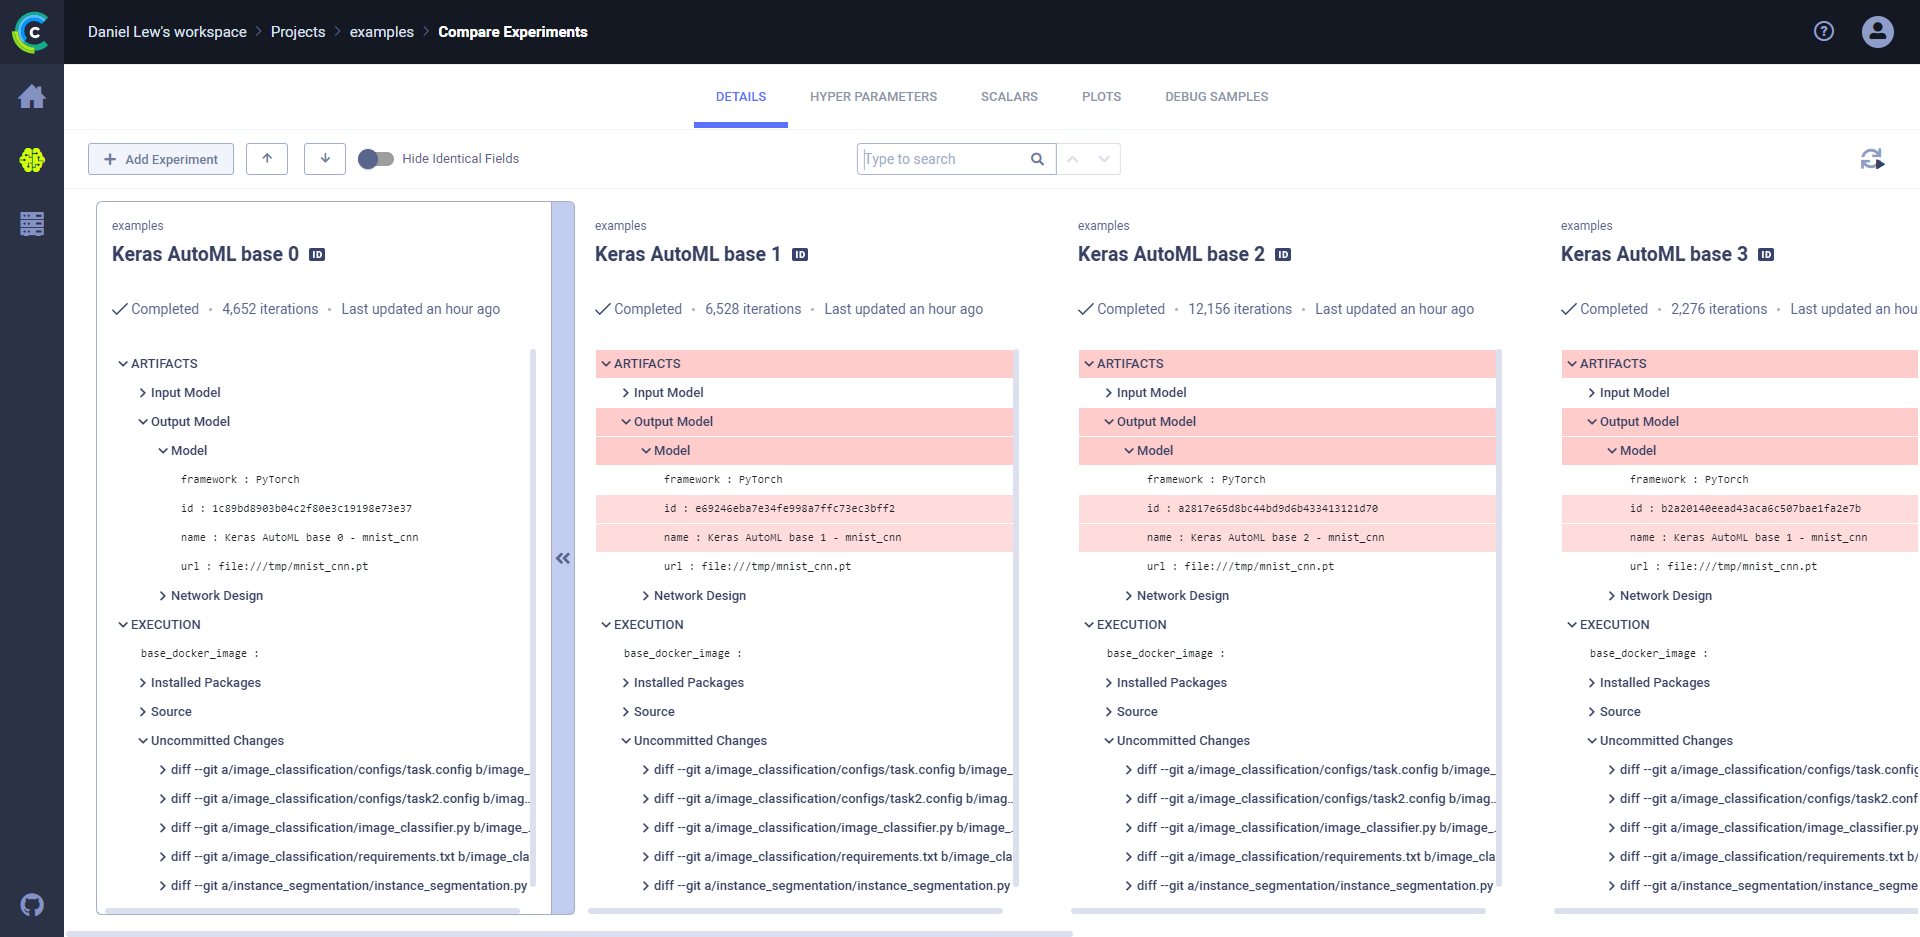 Daniel Lew's workspace > Projects > examples > Compare Experiments
DETAILS HYPER PARAMETERS SCALARS PLOTS DEBUG SAMPLES
Add Experiment Hide Identical Fields Type to search
examples
Keras AutoML base 0 ID
Completed • 4,652 iterations • Last updated an hour ago
ARTIFACTS
Input Model
Output Model
Model
framework : PyTorch
id : 1c89bd8903b04c2f80e3c19198e73e37
name : Keras AutoML base 0 - mnist_cnn
url : file:///tmp/mnist_cnn.pt
Network Design
EXECUTION
base_docker_image :
Installed Packages
Source
Uncommitted Changes
diff --git a/image_classification/configs/task.config b/image_
diff --git a/image_classification/configs/task2.config b/imag...
diff --git a/image_classification/image_classifier.py b/image_...
diff --git a/image_classification/requirements.txt b/image_cla
diff --git a/instance_segmentation/instance_segmentation.py
examples
Keras AutoML base 1 ID
Completed • 6,528 iterations • Last updated an hour ago
ARTIFACTS
Input Model
Output Model
Model
framework : PyTorch
id : e69246eba7e34fe998a7ffc73ec3bff2
name : Keras AutoML base 1 - mnist_cnn
url : file:///tmp/mnist_cnn.pt
Network Design
EXECUTION
base_docker_image :
Installed Packages
Source
Uncommitted Changes
diff --git a/image_classification/configs/task.config b/image_
diff --git a/image_classification/configs/task2.config b/imag...
diff --git a/image_classification/image_classifier.py b/image_...
diff --git a/image_classification/requirements.txt b/image_cla
diff --git a/instance_segmentation/instance_segmentation.py
examples
Keras AutoML base 2 ID
Completed • 12,156 iterations • Last updated an hour ago
ARTIFACTS
Input Model
Output Model
Model
framework : PyTorch
id : a2817e65d8bc44bd9d6b433413121d70
name : Keras AutoML base 2 - mnist_cnn
url : file:///tmp/mnist_cnn.pt
Network Design
EXECUTION
base_docker_image :
Installed Packages
Source
Uncommitted Changes
diff --git a/image_classification/configs/task.config b/image_
diff --git a/image_classification/configs/task2.config b/imag...
diff --git a/image_classification/image_classifier.py b/image_...
diff --git a/image_classification/requirements.txt b/image_cla
diff --git a/instance_segmentation/instance_segmentation.py
examples
Keras AutoML base 3 ID
Completed • 2,276 iterations • Last updated an hou
ARTIFACTS
Input Model
Output Model
Model
framework : PyTorch
id : b2a20140eead43aca6c507bae1fa2e7b
name : Keras AutoML base 1 - mnist_cnn
url : file:///tmp/mnist_cnn.pt
Network Design
EXECUTION
base_docker_image :
Installed Packages
Source
Uncommitted Changes
diff --git a/image_classification/configs/task.config
diff --git a/image_classification/configs/task2.conf
diff --git a/image_classification/image_classifier.py
diff --git a/image_classification/requirements.txt b/
diff --git a/instance_segmentation/instance_segme